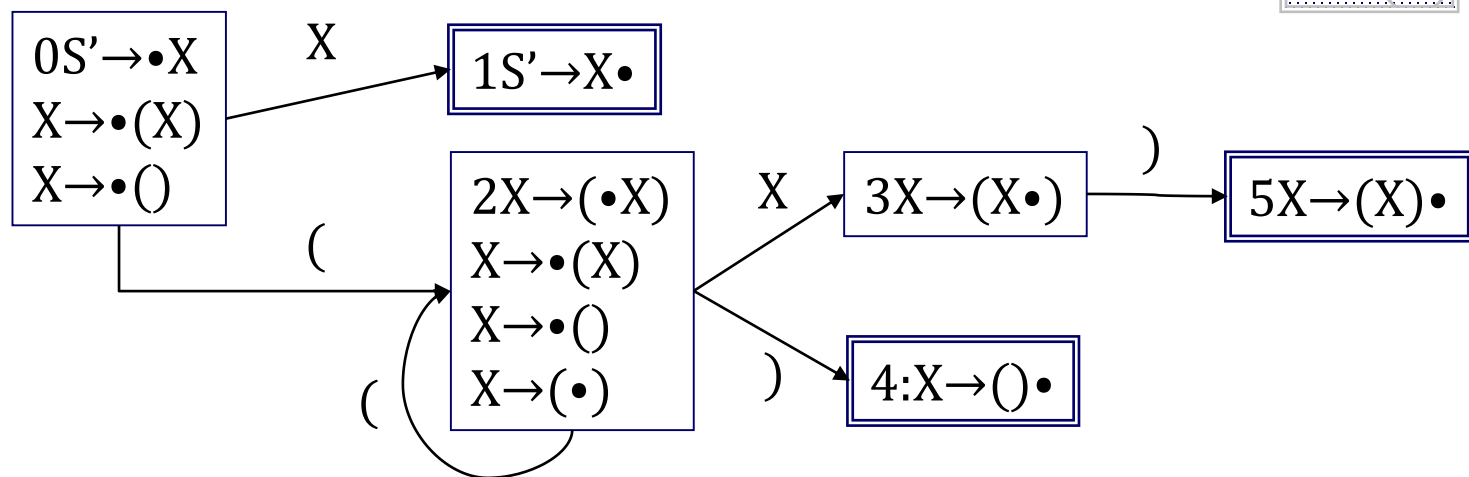 0S’→•X
X→•(X)
X→•()
X
1S’→X•
(
2X→(•X)
X→•(X)
X→•()
X→(•)
(
X
3X→(X•)
)
5X→(X)•
)
4:X→()•